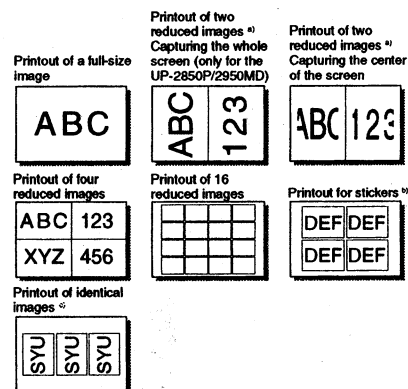 Printout of a full-size
image
ABC
Printout of two
reduced images a)
Capturing the whole
screen (only for the
UP-2850P/2950MD)
ABC
123
Printout of two
reduced images a)
Capturing the center
of the screen
ABC
123
Printout of four
reduced images
ABC 123
XYZ 456
Printout of 16
reduced images
Printout for stickers b)
DEF DEF
DEF DEF
Printout of identical
images c)
SYU SYU SYU